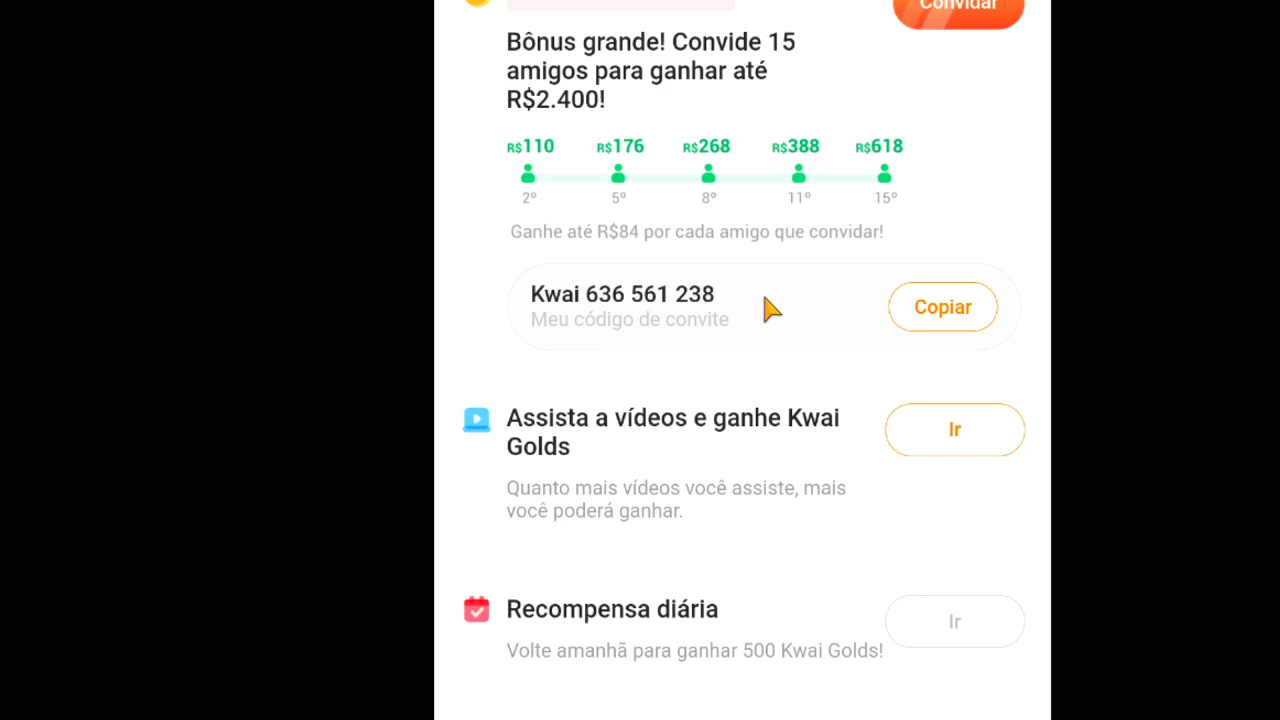 Convidar
Bônus grande! Convide 15
amigos para ganhar até
R$2.400!
R$110 R$176 R$268 R$388 R$618
2º 5º 8º 11º 15º
Ganhe até R$84 por cada amigo que convidar!
Kwai 636 561 238
Meu código de convite
Copiar
Assista a vídeos e ganhe Kwai
Golds
Ir
Quanto mais vídeos você assiste, mais
você poderá ganhar.
Recompensa diária
Ir
Volte amanhã para ganhar 500 Kwai Golds!